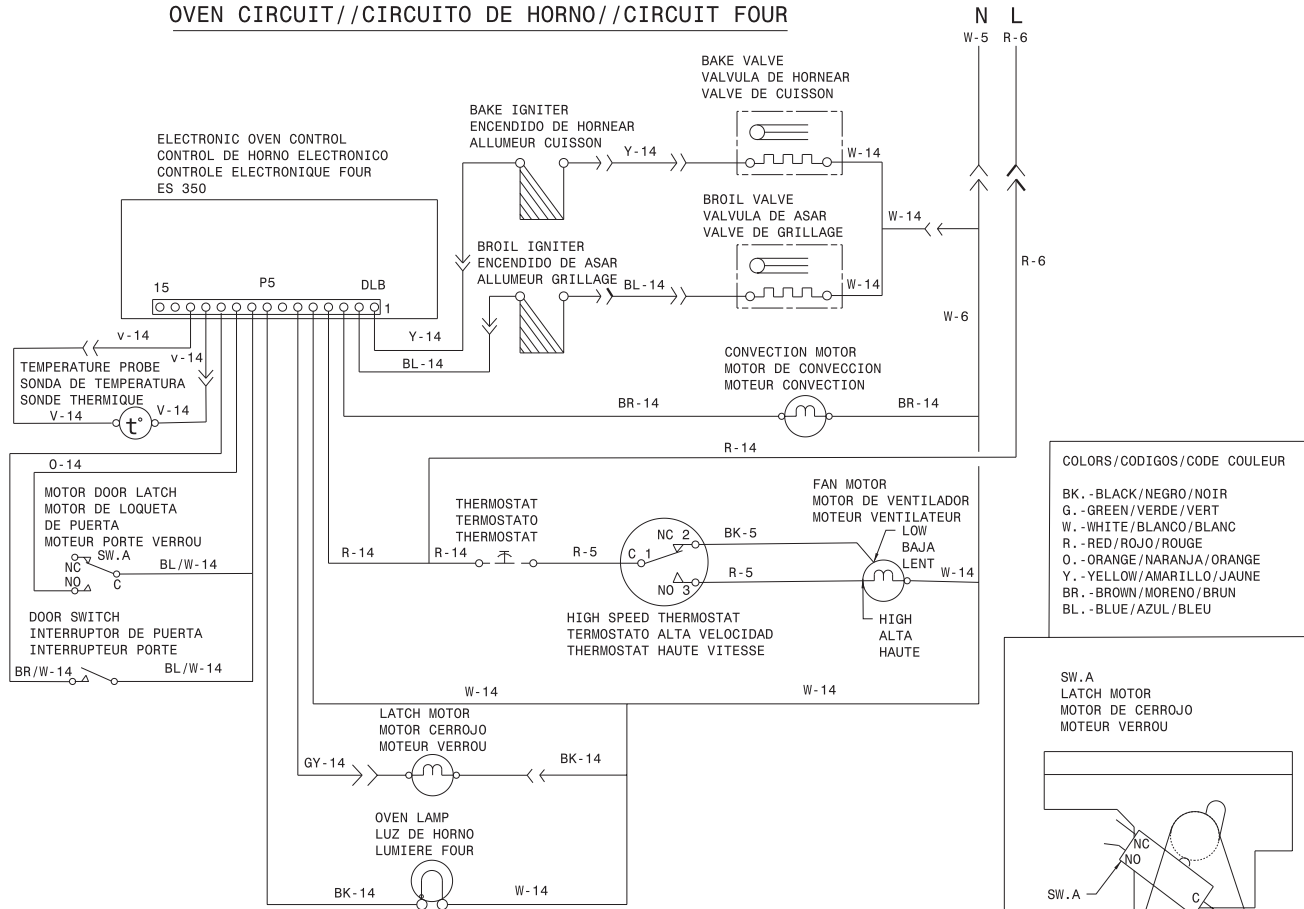 OVEN CIRCUIT//CIRCUITO DE HORNO//CIRCUIT FOUR
N L
W-5 R-6
BAKE VALVE
VALVULA DE HORNEAR
VALVE DE CUISSON
BAKE IGNITER
ENCENDIDO DE HORNEAR
ALLUMEUR CUISSON
Y-14
W-14
ELECTRONIC OVEN CONTROL
CONTROL DE HORNO ELECTRONICO
CONTROLE ELECTRONIQUE FOUR
ES 350
BROIL VALVE
VALVULA DE ASAR
VALVE DE GRILLAGE
W-14
BROIL IGNITER
ENCENDIDO DE ASAR
ALLUMEUR GRILLAGE
BL-14
W-14
R-6
15 P5 DLB
1
W-6
v-14
Y-14
v-14
BL-14
TEMPERATURE PROBE
SONDA DE TEMPERATURA
SONDE THERMIQUE
V-14
t°
V-14
CONVECTION MOTOR
MOTOR DE CONVECCION
MOTEUR CONVECTION
BR-14
BR-14
R-14
O-14
MOTOR DOOR LATCH
MOTOR DE LOQUETA
DE PUERTA
MOTEUR PORTE VERROU
SW.A
NC
NO
C
BL/W-14
DOOR SWITCH
INTERRUPTOR DE PUERTA
INTERRUPTEUR PORTE
BR/W-14
BL/W-14
THERMOSTAT
TERMOSTATO
THERMOSTAT
R-14
R-14
R-5
NC 2
C 1
NO 3
BK-5
R-5
HIGH SPEED THERMOSTAT
TERMOSTATO ALTA VELOCIDAD
THERMOSTAT HAUTE VITESSE
FAN MOTOR
MOTOR DE VENTILADOR
MOTEUR VENTILATEUR
LOW
BAJA
LENT
W-14
HIGH
ALTA
HAUTE
W-14
W-14
LATCH MOTOR
MOTOR CERROJO
MOTEUR VERROU
GY-14
BK-14
OVEN LAMP
LUZ DE HORNO
LUMIERE FOUR
BK-14
W-14
COLORS/CODIGOS/CODE COULEUR
BK.-BLACK/NEGRO/NOIR
G.-GREEN/VERDE/VERT
W.-WHITE/BLANCO/BLANC
R.-RED/ROJO/ROUGE
O.-ORANGE/NARANJA/ORANGE
Y.-YELLOW/AMARILLO/JAUNE
BR.-BROWN/MORENO/BRUN
BL.-BLUE/AZUL/BLEU
SW.A
LATCH MOTOR
MOTOR DE CERROJO
MOTEUR VERROU
NC
NO
SW.A
C